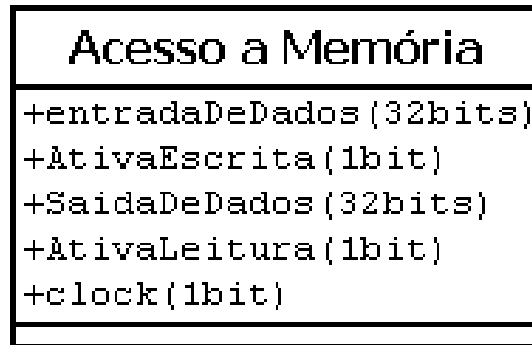 Acesso a Memória
+entradaDeDados(32bits)
+AtivaEscrita(1bit)
+SaidaDeDados(32bits)
+AtivaLeitura(1bit)
+clock(1bit)